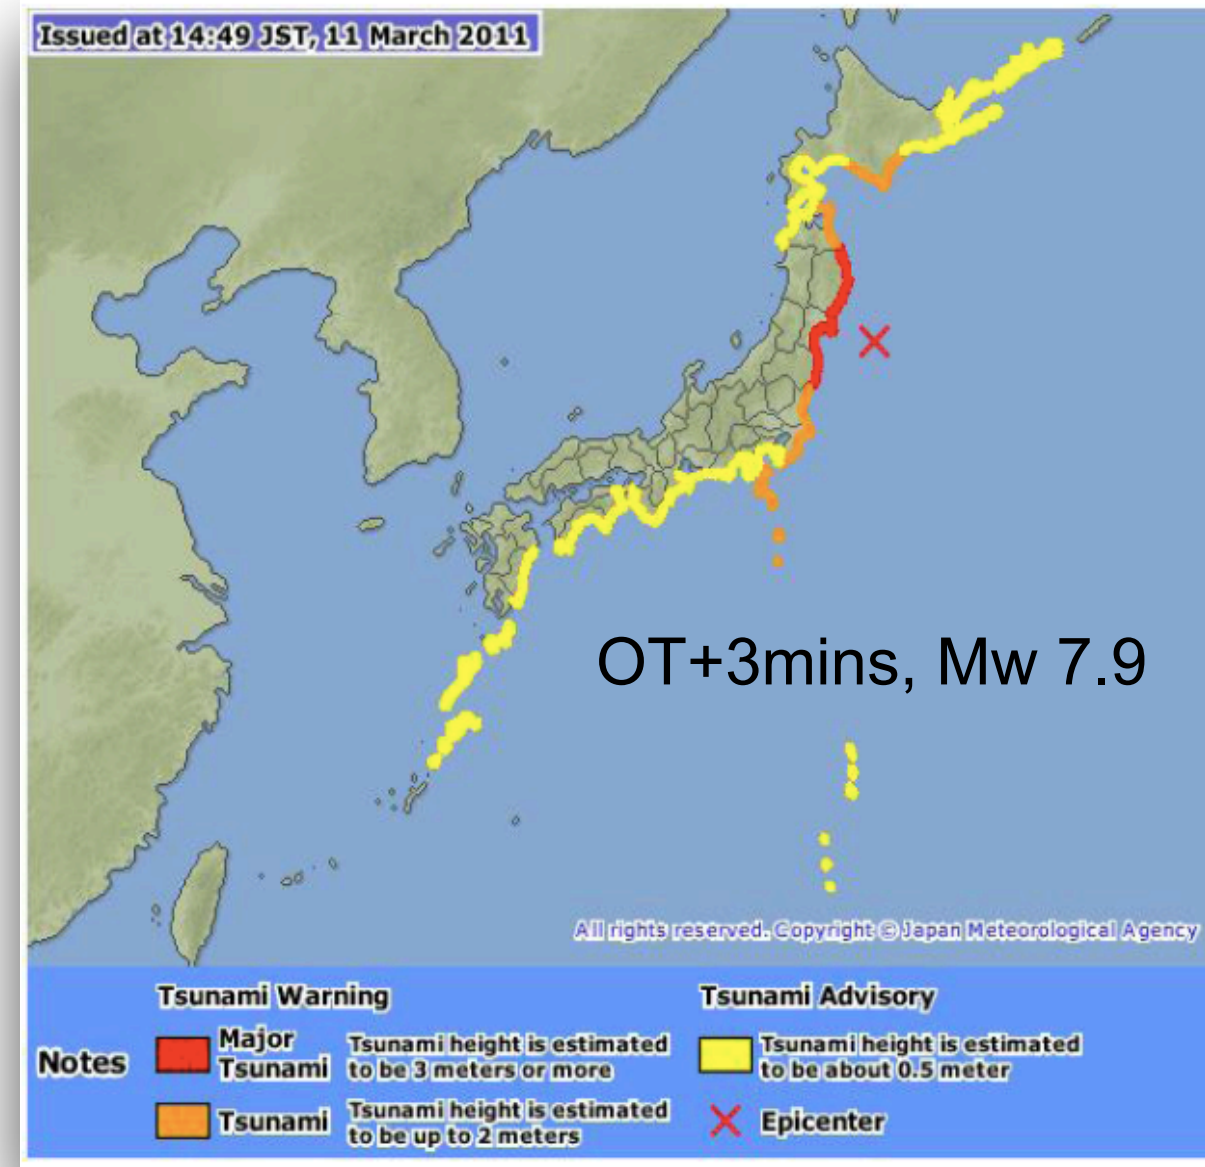 Issued at 14:49 JST, 11 March 2011
OT+3mins, Mw 7.9
All rights reserved. Copyright © Japan Meteorological Agency
Notes
Tsunami Warning
Major
Tsunami
Tsunami height is estimated
to be 3 meters or more
Tsunami
Tsunami height is estimated
to be up to 2 meters
Tsunami Advisory
Tsunami height is estimated
to be about 0.5 meter
Epicenter